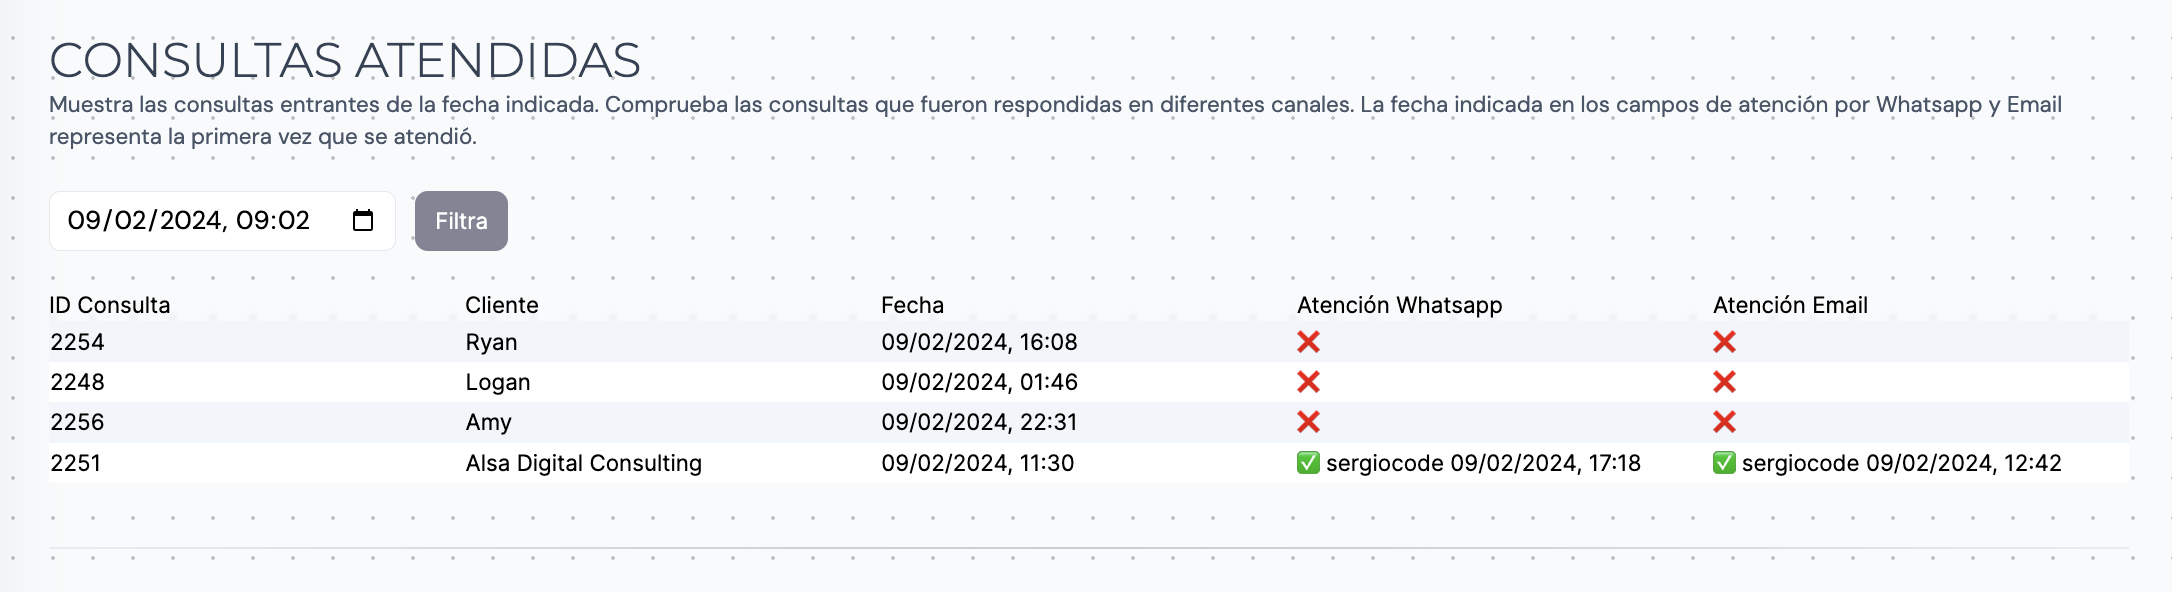 CONSULTAS ATENDIDAS
Muestra las consultas entrantes de la fecha indicada. Comprueba las consultas que fueron respondidas en diferentes canales. La fecha indicada en los campos de atención por Whatsapp y Email
representa la primera vez que se atendió.
09/02/2024, 09:02 Filtra
ID Consulta Cliente Fecha Atención Whatsapp Atención Email
2254 Ryan 09/02/2024, 16:08 ❌ ❌
2248 Logan 09/02/2024, 01:46 ❌ ❌
2256 Amy 09/02/2024, 22:31 ❌ ❌
2251 Alsa Digital Consulting 09/02/2024, 11:30 ✅ sergiocode 09/02/2024, 17:18 ✅ sergiocode 09/02/2024, 12:42